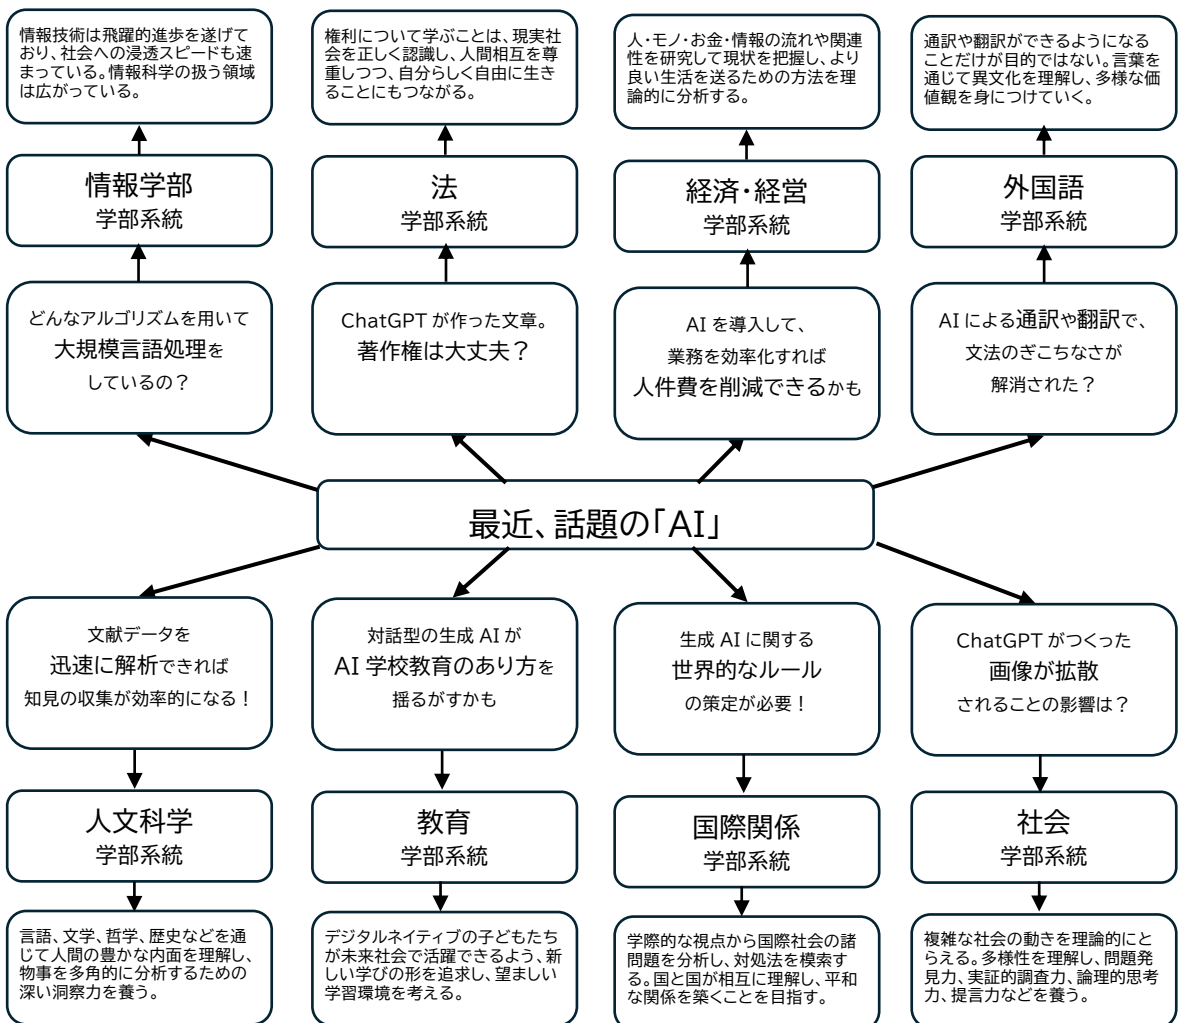 情報技術は飛躍的進歩を遂げて
おり、社会への浸透スピードも速
まっている。情報科学の扱う領域
は広がっている。
権利について学ぶことは、現実社
会を正しく認識し、人間相互を尊
重しつつ、自分らしく自由に生き
ることにもつながる。
人・モノ・お金・情報の流れや関連
性を研究して現状を把握し、より
良い生活を送るための方法を理
論的に分析する。
通訳や翻訳ができるようになる
ことだけが目的ではない。言葉を
通じて異文化を理解し、多様な価
値観を身につけていく。
情報学部
学部系統
法
学部系統
経済・経営
学部系統
外国語
学部系統
どんなアルゴリズムを用いて
大規模言語処理を
しているの？
ChatGPT が作った文章。
著作権は大丈夫？
AI を導入して、
業務を効率化すれば
人件費を削減できるかも
AI による通訳や翻訳で、
文法のぎこちなさが
解消された？
最近、話題の「AI」
文献データを
迅速に解析できれば
知見の収集が効率的になる！
対話型の生成 AI が
AI 学校教育のあり方を
揺るがすかも
生成 AI に関する
世界的なルール
の策定が必要！
ChatGPT がつくった
画像が拡散
されることの影響は？
人文科学
学部系統
教育
学部系統
国際関係
学部系統
社会
学部系統
言語、文学、哲学、歴史などを通
じて人間の豊かな内面を理解し、
物事を多角的に分析するための
深い洞察力を養う。
デジタルネイティブの子どもたち
が未来社会で活躍できるよう、新
しい学びの形を追求し、望ましい
学習環境を考える。
学際的な視点から国際社会の諸
問題を分析し、対処法を模索す
る。国と国が相互に理解し、平和
な関係を築くことを目指す。
複雑な社会の動きを理論的にと
らえる。多様性を理解し、問題発
見力、実証的調査力、論理的思考
力、提言力などを養う。